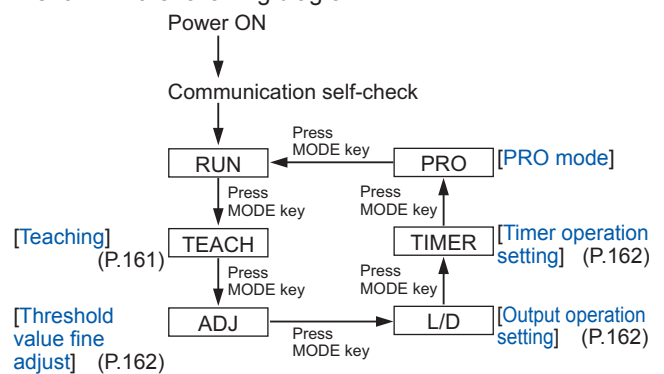 Power ON
Communication self-check
Press
MODE key
RUN
PRO
[PRO mode]
Press
MODE key
Press
MODE key
[Teaching]
(P.161)
TEACH
TIMER
[Timer operation
setting] (P.162)
Press
MODE key
Press
MODE key
[Threshold
value fine
adjust] (P.162)
ADJ
Press
MODE key
L/D
[Output operation
setting] (P.162)